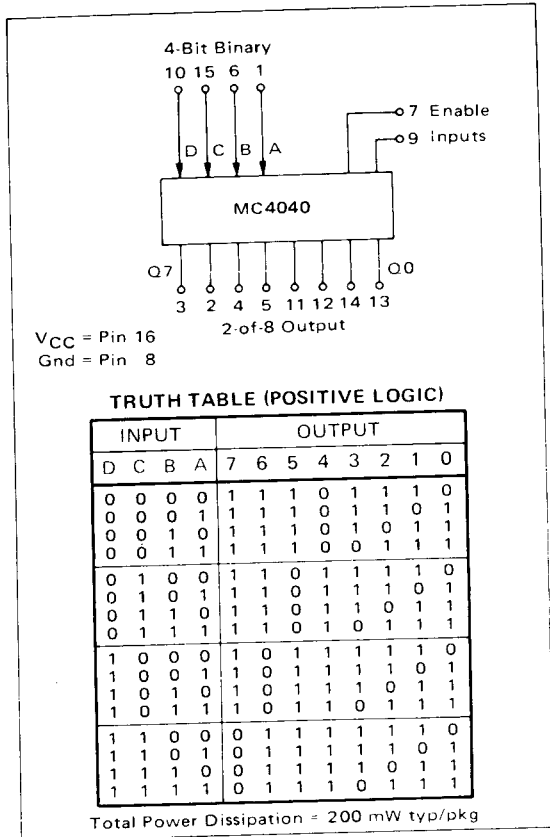 4-Bit Binary
10 15 6 1
7 Enable
9 Inputs
D C B A
MC4040
Q7 Q0
3 2 4 5 11 12 14 13
2-of-8 Output
VCC = Pin 16
Gnd = Pin 8
TRUTH TABLE (POSITIVE LOGIC)
INPUT OUTPUT
D C B A 7 6 5 4 3 2 1 0
0 0 0 0 1 1 1 0 1 1 1 0
0 0 0 1 1 1 1 0 1 1 0 1
0 0 1 0 1 1 1 0 1 0 1 1
0 0 1 1 1 1 1 0 0 1 1 1
0 1 0 0 1 1 0 1 1 1 1 0
0 1 0 1 1 1 0 1 1 1 0 1
0 1 1 0 1 1 0 1 1 0 1 1
0 1 1 1 1 1 0 1 0 1 1 1
1 0 0 0 1 0 1 1 1 1 1 0
1 0 0 1 1 0 1 1 1 1 0 1
1 0 1 0 1 0 1 1 1 0 1 1
1 0 1 1 1 0 1 1 0 1 1 1
1 1 0 0 0 1 1 1 1 1 1 0
1 1 0 1 0 1 1 1 1 1 0 1
1 1 1 0 0 1 1 1 1 0 1 1
1 1 1 1 0 1 1 1 0 1 1 1
Total Power Dissipation = 200 mW typ/pkg